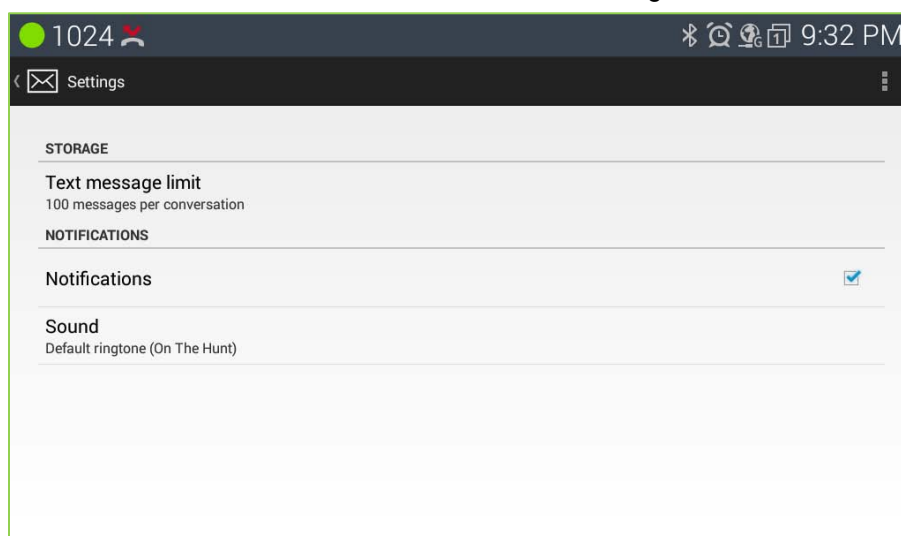 1024 9:32 PM
Settings
STORAGE
Text message limit
100 messages per conversation
NOTIFICATIONS
Notifications
Sound
Default ringtone (On The Hunt)